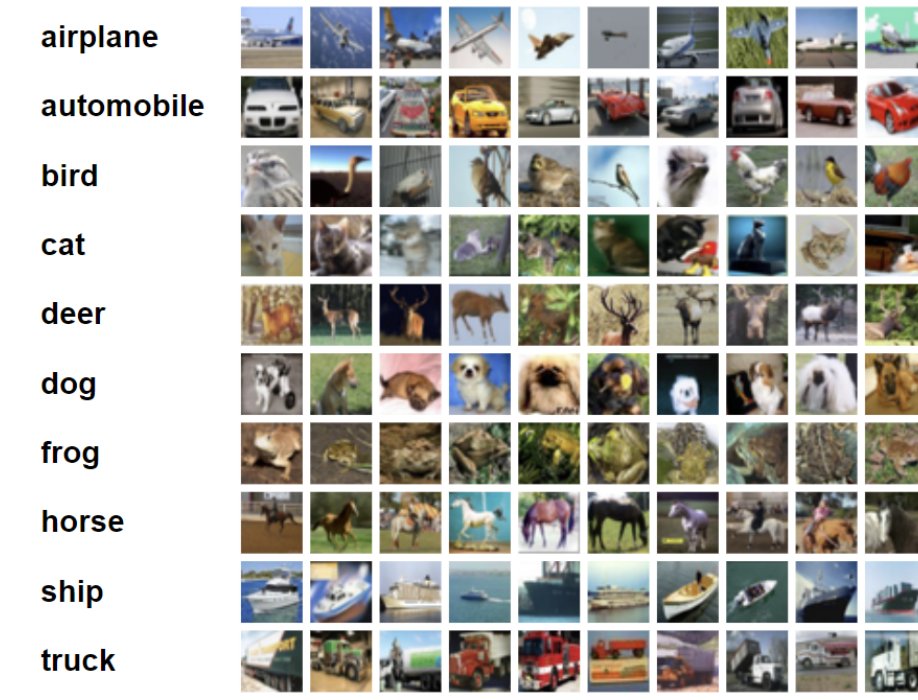 airplane
automobile
bird
cat
deer
dog
frog
horse
ship
truck